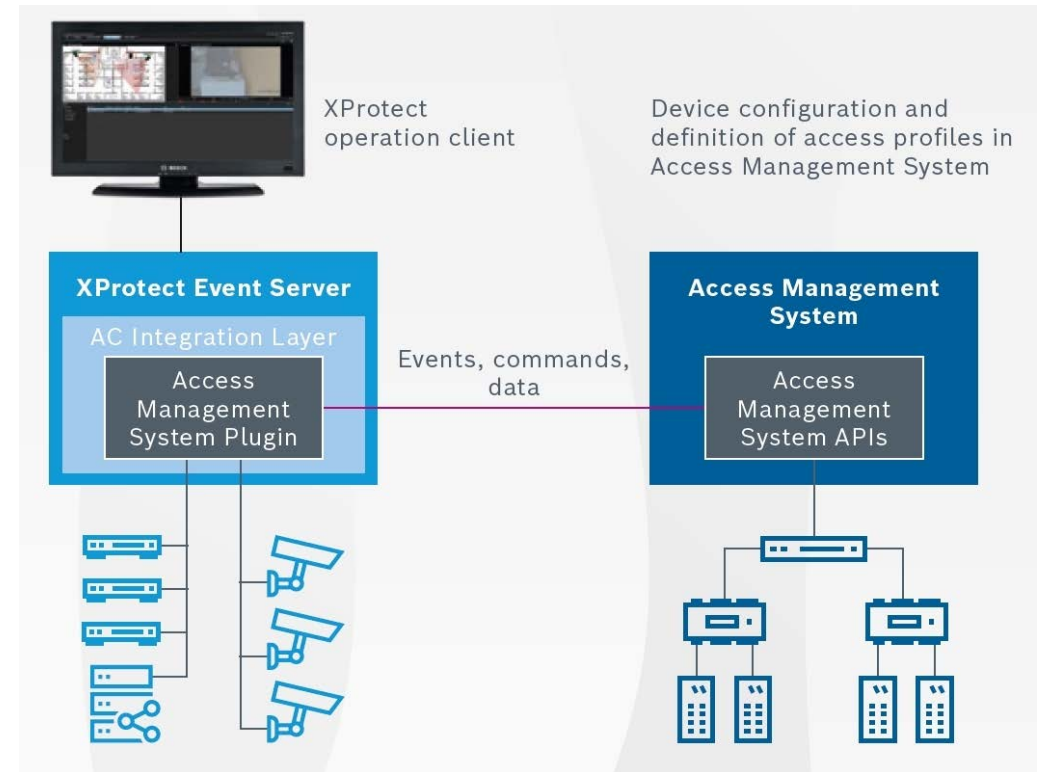 XProtect
operation client
Device configuration and
definition of access profiles in
Access Management System
BOSCH
XProtect Event Server
AC Integration Layer
Access
Management
System Plugin
Events, commands,
data
Access Management
System
Access
Management
System APIs